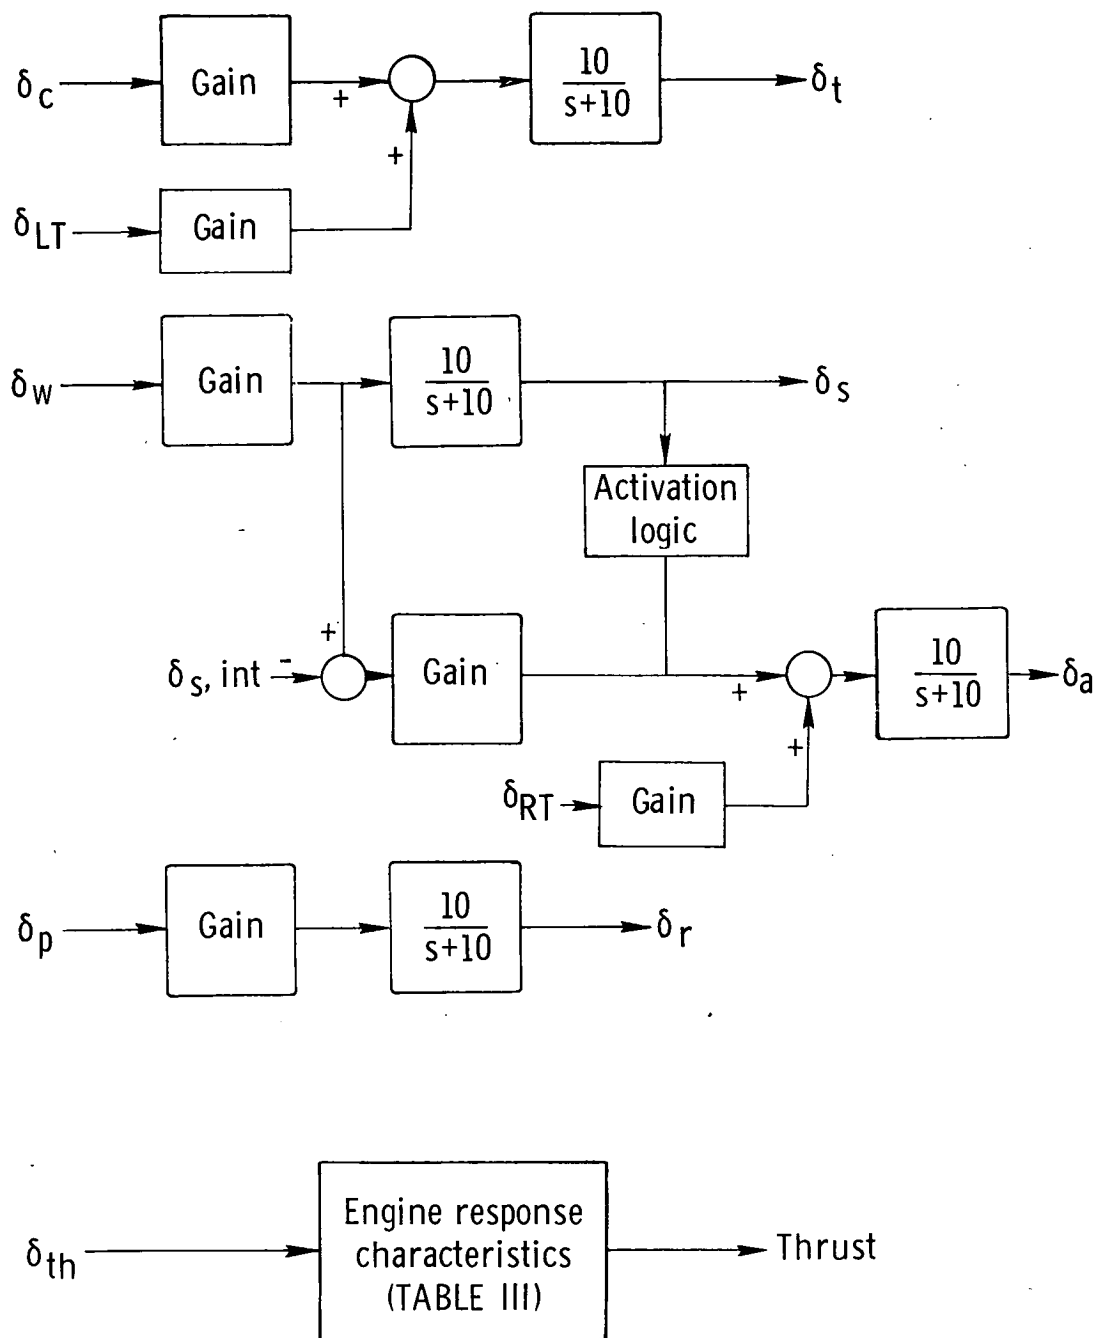 δc Gain + 10/s+10 δt
+
δLT Gain
δw Gain 10/s+10 δs
Activation
logic
+
δs, int - Gain + 10/s+10 δa
+
δRT Gain
δp Gain 10/s+10 δr
Engine response
δth characteristics Thrust
(TABLE III)